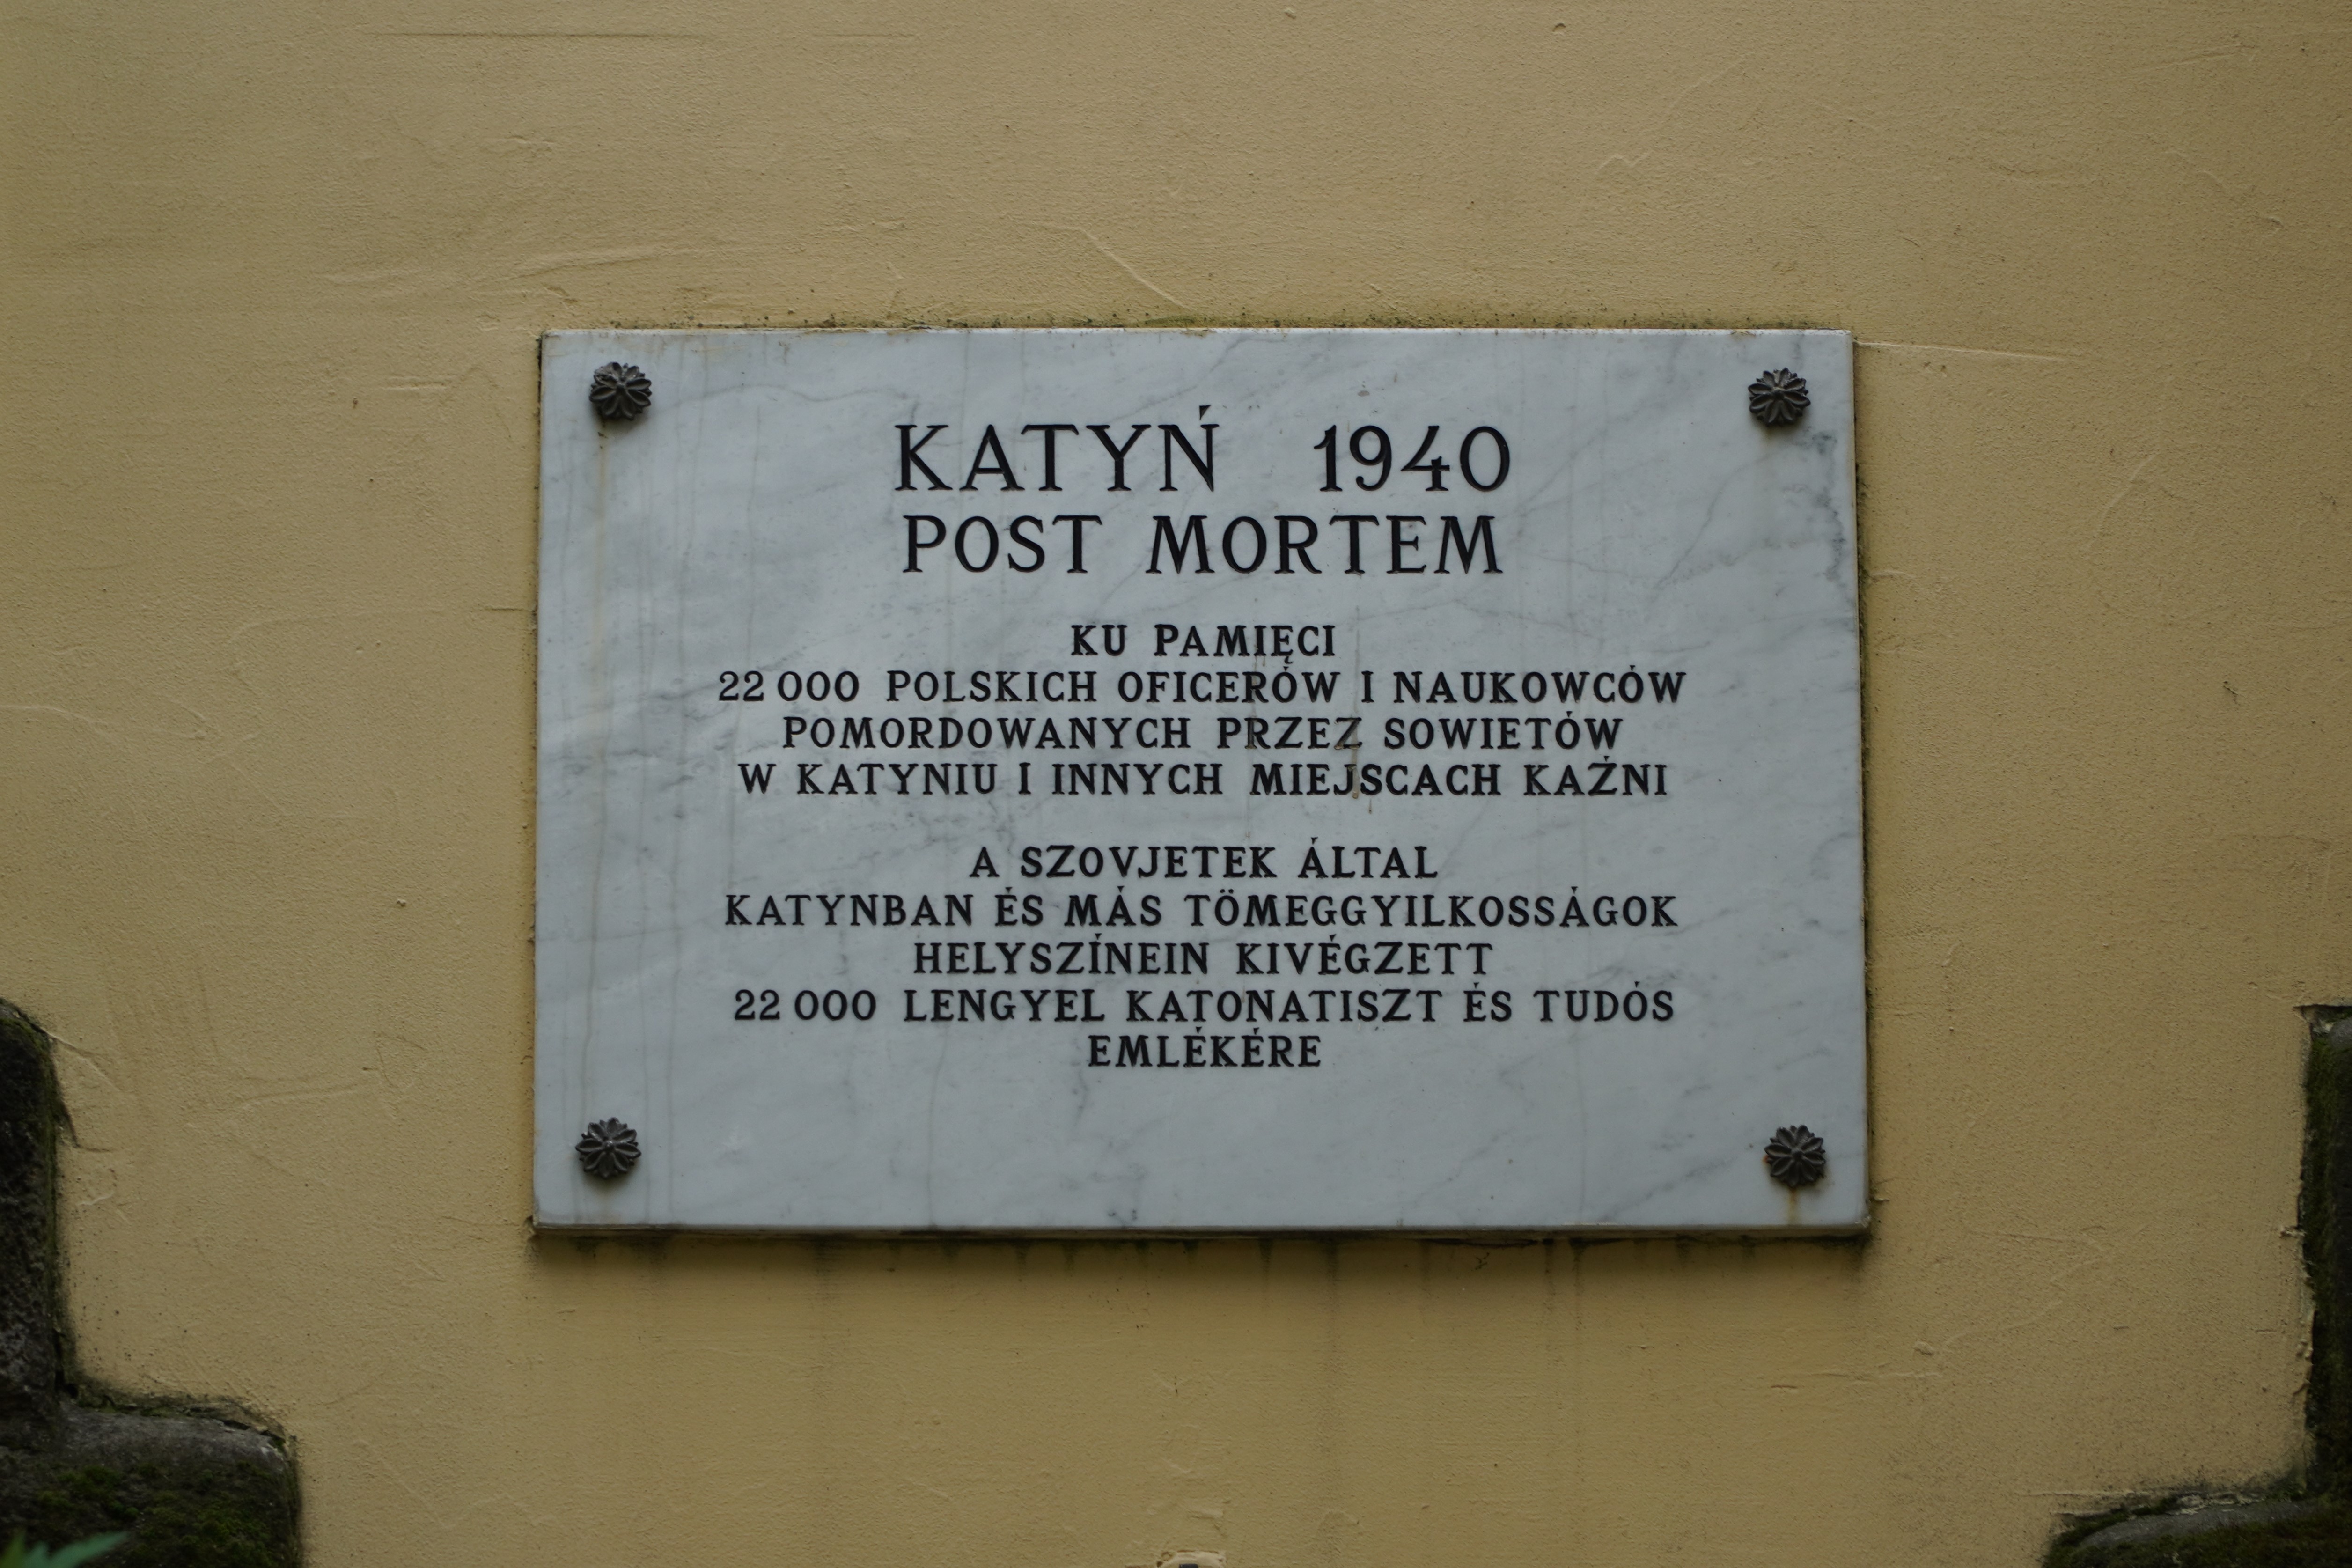 KATYŃ 1940
POST MORTEM
KU PAMIĘCI
22 000 POLSKICH OFICERÓW I NAUKOWCÓW
POMORDOWANYCH PRZEZ SOWIETÓW
W KATYNIU I INNYCH MIEJSCACH KAŹNI
A SZOVJETEK ÁLTAL
KATYNBAN ÉS MÁS TÖMEGGYILKOSSÁGOK
HELYSZÍNEIN KIVÉGZETT
22 000 LENGYEL KATONATISZT ÉS TUDÓS
EMLÉKÉRE